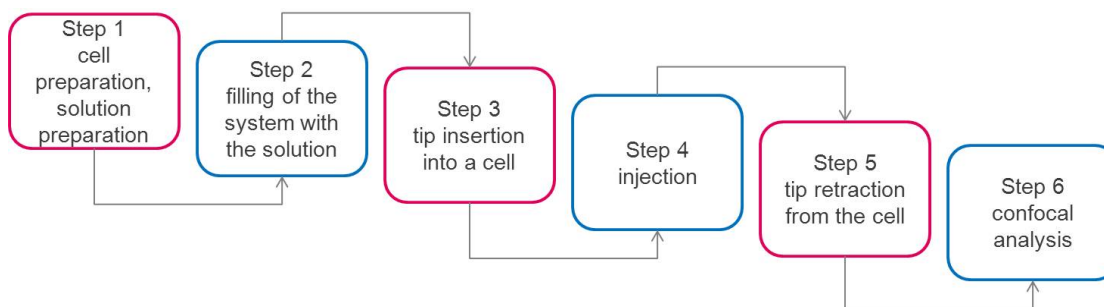 Step 1
cell
preparation,
solution
preparation
Step 2
filling of the
system with
the solution
Step 3
tip insertion
into a cell
Step 4
injection
Step 5
tip retraction
from the cell
Step 6
confocal
analysis